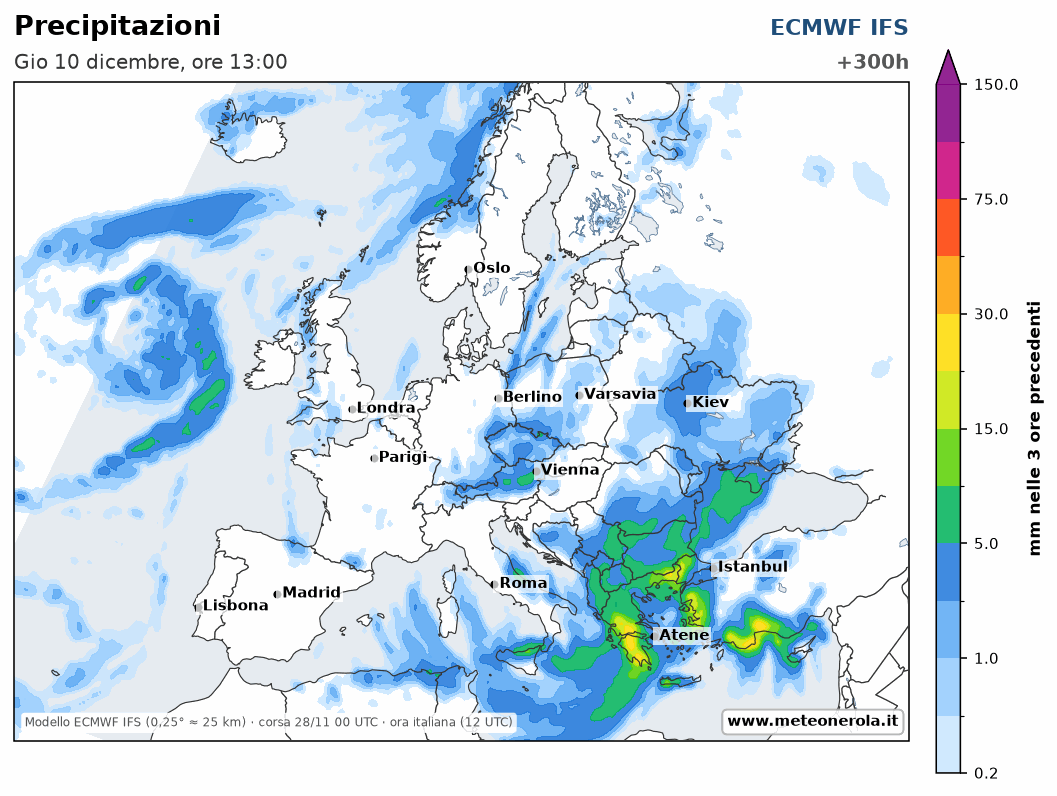 Precipitazioni
ECMWF IFS
Gio 10 dicembre, ore 13:00
+300h
150.0
75.0
30.0
15.0
5.0
1.0
0.2
mm nelle 3 ore precedenti
Oslo
Berlino
Varsavia
Kiev
Londra
Parigi
Vienna
Istanbul
Roma
Madrid
Lisbona
Atene
Modello ECMWF IFS (0,25° ≈ 25 km) · corsa 28/11 00 UTC · ora italiana (12 UTC)
www.meteonerola.it